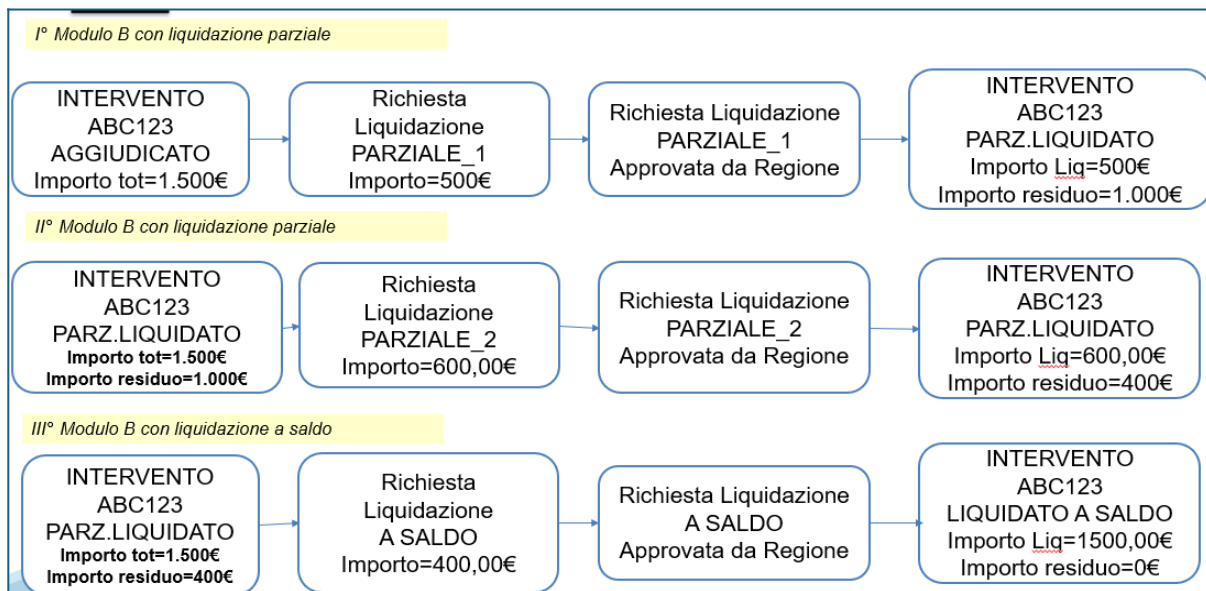 I° Modulo B con liquidazione parziale
INTERVENTO
ABC123
AGGIUDICATO
Importo tot=1.500€
Richiesta
Liquidazione
PARZIALE_1
Importo=500€
Richiesta Liquidazione
PARZIALE_1
Approvata da Regione
INTERVENTO
ABC123
PARZ.LIQUIDATO
Importo Liq=500€
Importo residuo=1.000€
II° Modulo B con liquidazione parziale
INTERVENTO
ABC123
PARZ.LIQUIDATO
Importo tot=1.500€
Importo residuo=1.000€
Richiesta
Liquidazione
PARZIALE_2
Importo=600,00€
Richiesta Liquidazione
PARZIALE_2
Approvata da Regione
INTERVENTO
ABC123
PARZ.LIQUIDATO
Importo Liq=600,00€
Importo residuo=400€
III° Modulo B con liquidazione a saldo
INTERVENTO
ABC123
PARZ.LIQUIDATO
Importo tot=1.500€
Importo residuo=400€
Richiesta
Liquidazione
A SALDO
Importo=400,00€
Richiesta Liquidazione
A SALDO
Approvata da Regione
INTERVENTO
ABC123
LIQUIDATO A SALDO
Importo Liq=1500,00€
Importo residuo=0€